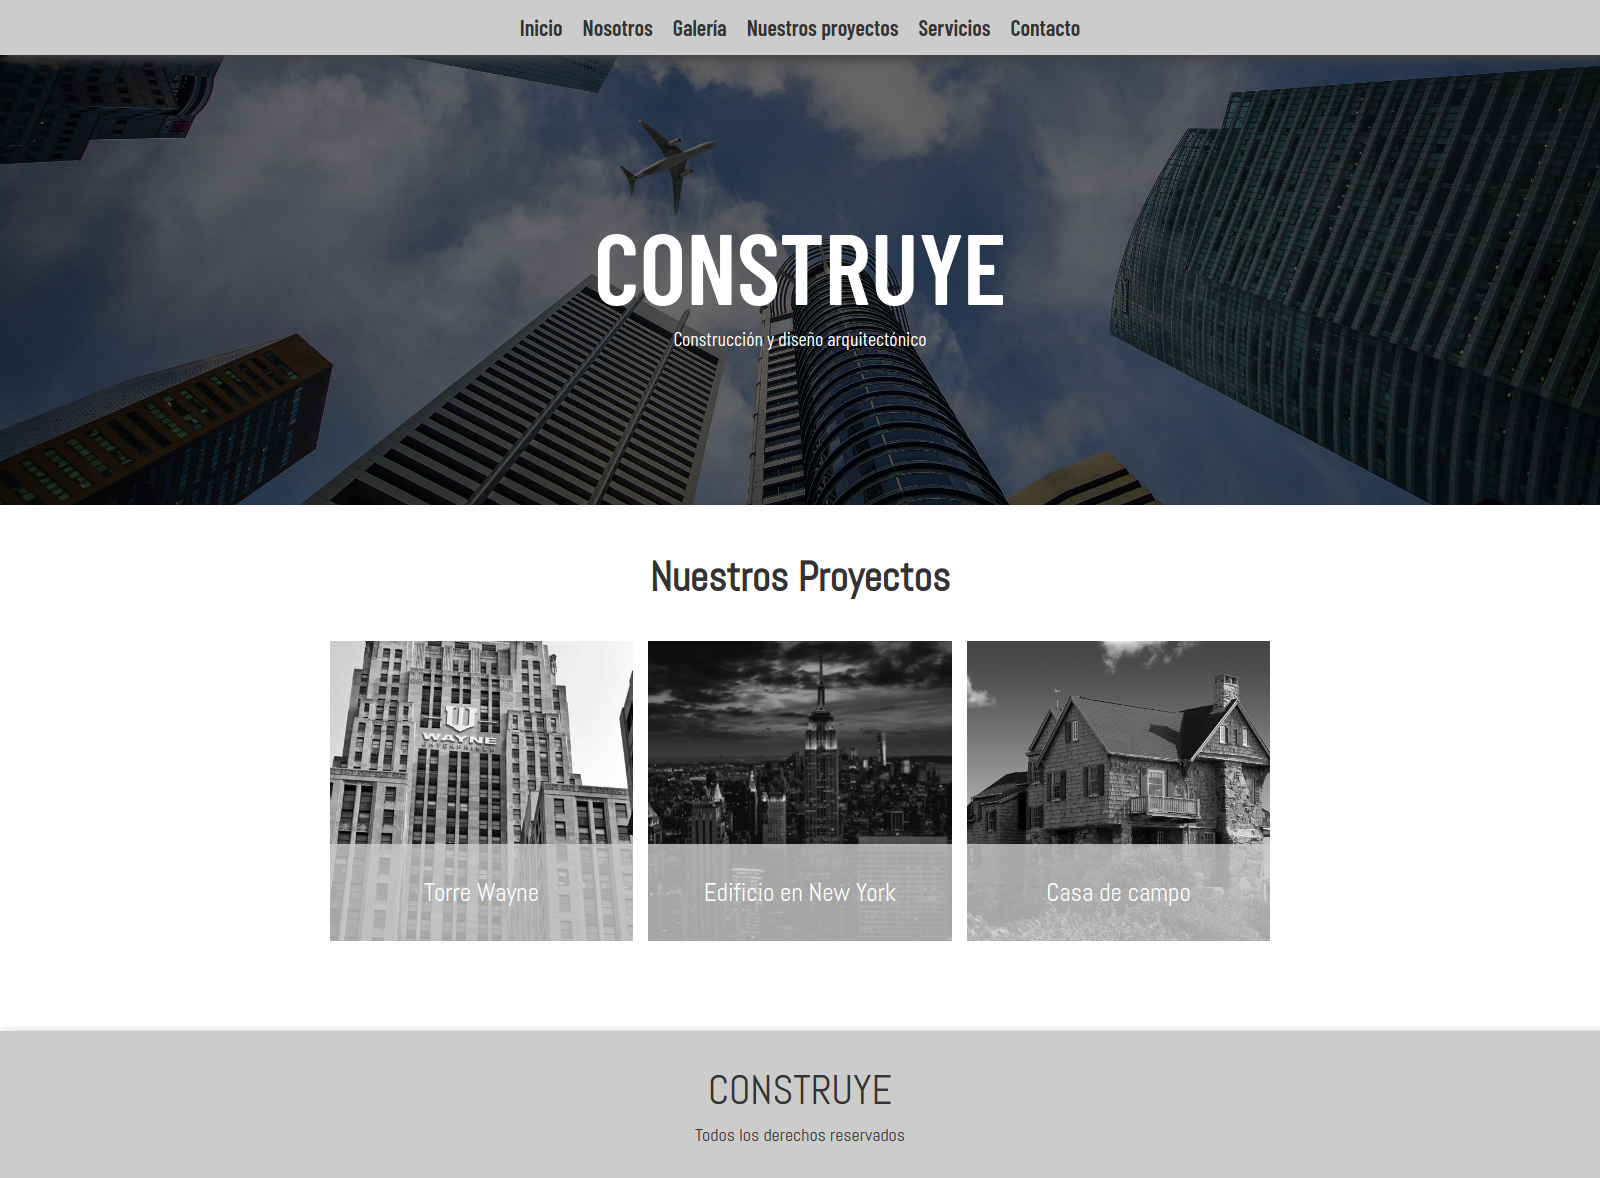 Inicio Nosotros Galería Nuestros proyectos Servicios Contacto
CONSTRUYE
Construcción y diseño arquitectónico
Nuestros Proyectos
WAYNE
ENTERPRISES
Torre Wayne
Edificio en New York
Casa de campo
CONSTRUYE
Todos los derechos reservados